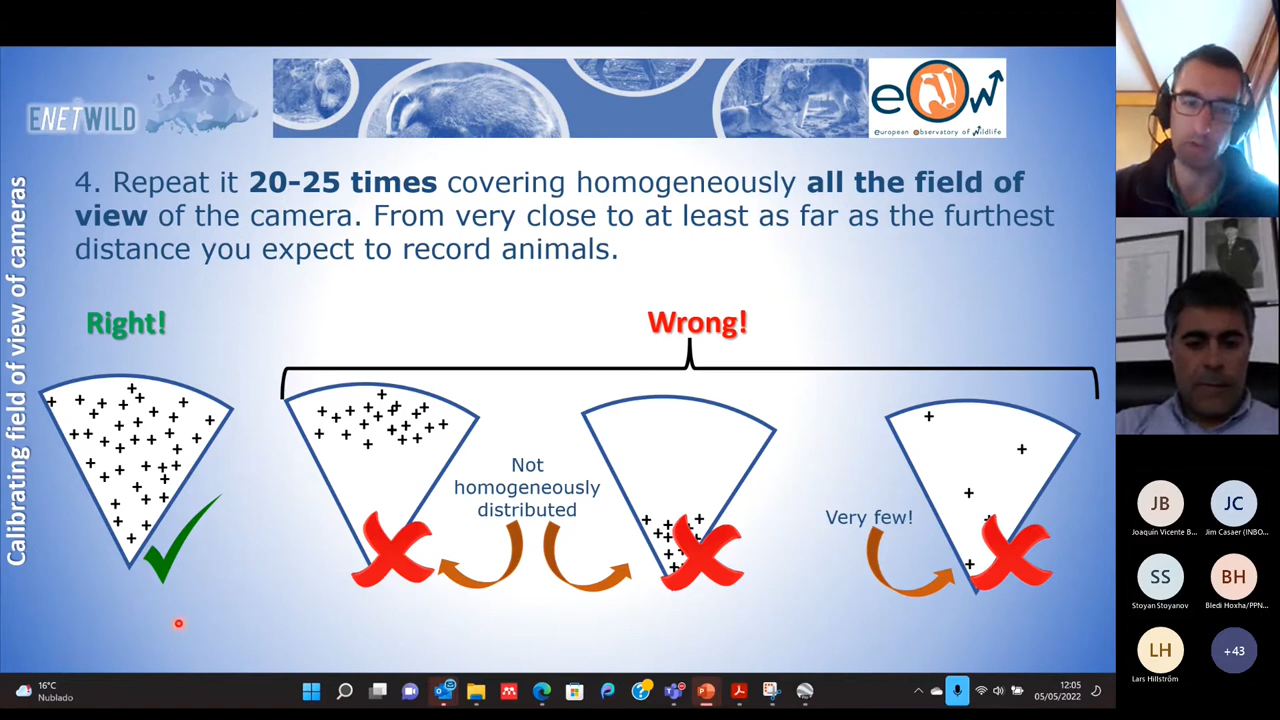 ENETWILD
eOW
european observatory of wildlife
Calibrating field of view of cameras
4. Repeat it 20-25 times covering homogeneously all the field of
view of the camera. From very close to at least as far as the furthest
distance you expect to record animals.
Right!
Wrong!
Not
homogeneously
distributed
Very few!
JB
Joaquín Vicente B...
JC
Jim Casaer (INBO...
SS
Stoyan Stoyanov
BH
Bledi Hoxha/PPN...
LH
Lars Hillström
+43
16°C
Nublado
12:05
05/05/2022